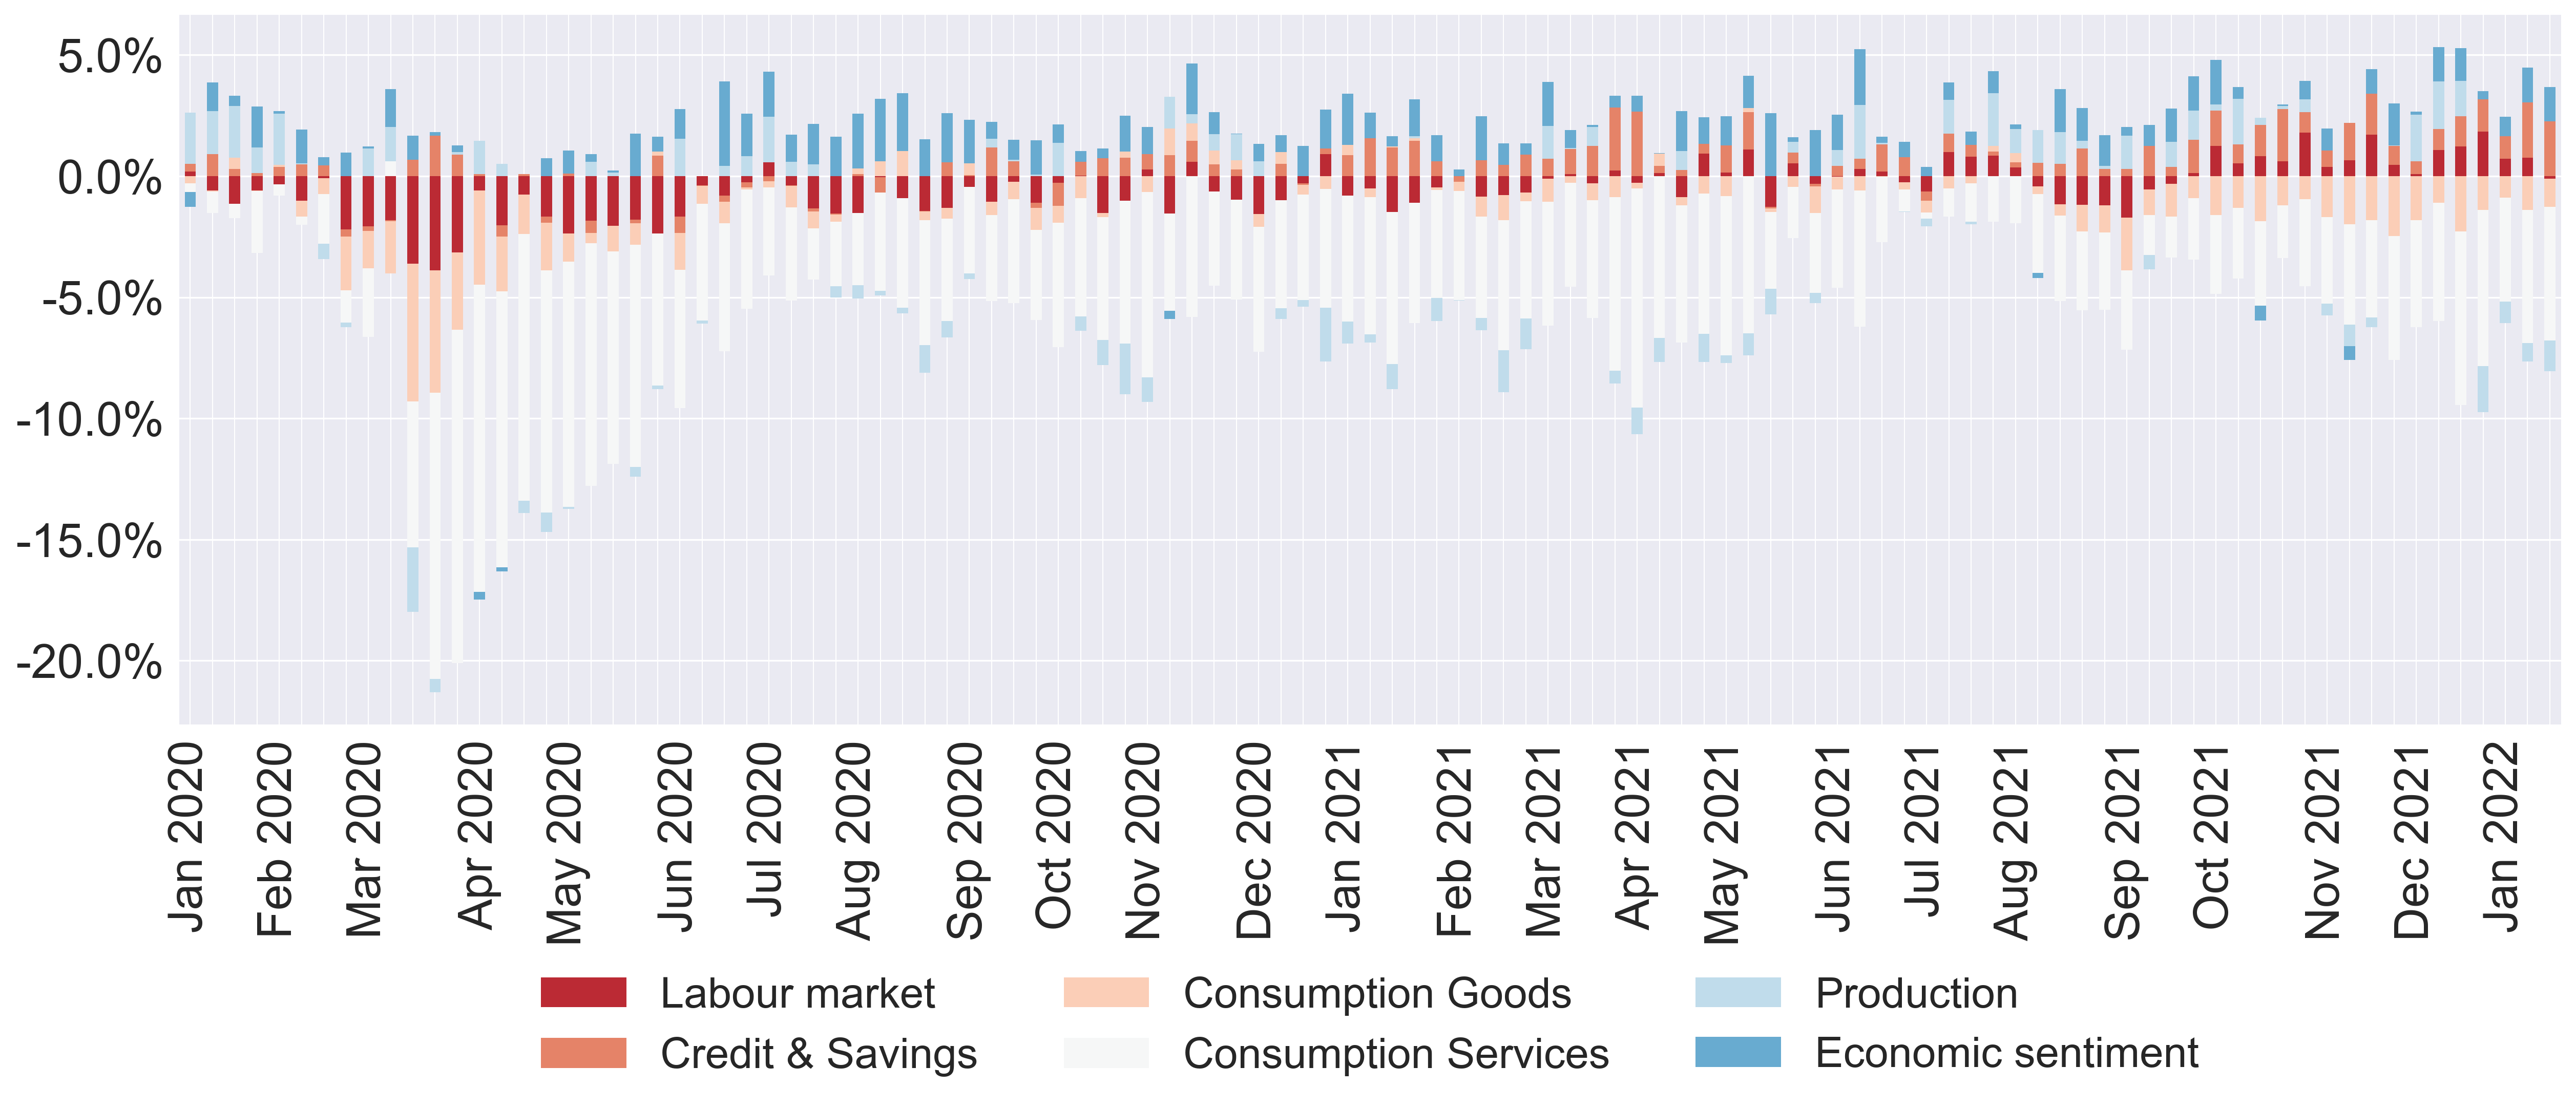 5.0%
0.0%
-5.0%
-10.0%
-15.0%
-20.0%
Jan 2020
Feb 2020
Mar 2020
Apr 2020
May 2020
Jun 2020
Jul 2020
Aug 2020
Sep 2020
Oct 2020
Nov 2020
Dec 2020
Jan 2021
Feb 2021
Mar 2021
Apr 2021
May 2021
Jun 2021
Jul 2021
Aug 2021
Sep 2021
Oct 2021
Nov 2021
Dec 2021
Jan 2022
Labour market
Credit & Savings
Consumption Goods
Consumption Services
Production
Economic sentiment